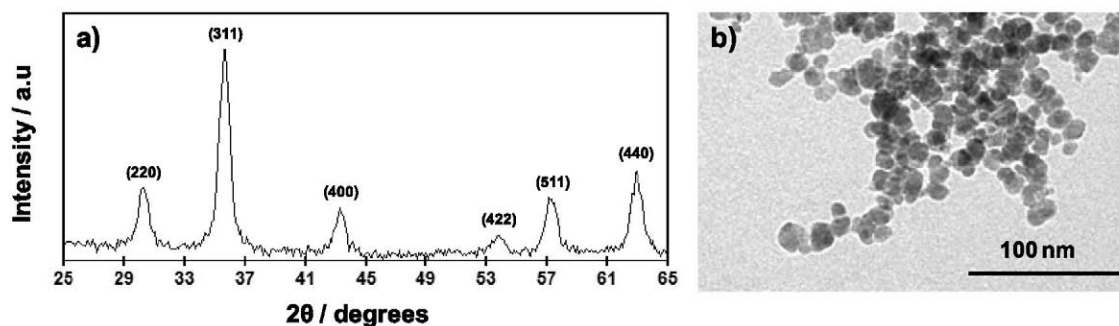 a)
(311)
(440)
(220)
(511)
(400)
(422)
Intensity / a.u
25 29 33 37 41 45 49 53 57 61 65
2θ / degrees
b)
100 nm